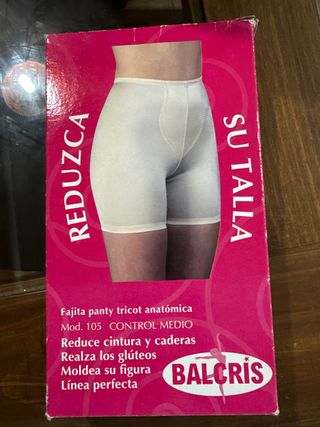 REDUZCA
SU TALLA
Fajita panty tricot anatómica
Mod. 105 CONTROL MEDIO
Reduce cintura y caderas
Realza los glúteos
Moldea su figura
Línea perfecta
BALCRIS